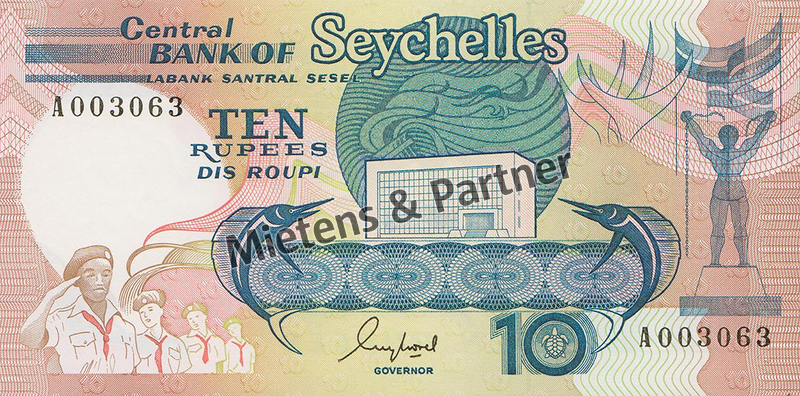 Central
BANK OF Seychelles
LABANK SANTRAL SESEL
A003063
TEN
RUPEES
DIS ROUPI
Mietens & Partner
10
A003063
GOVERNOR